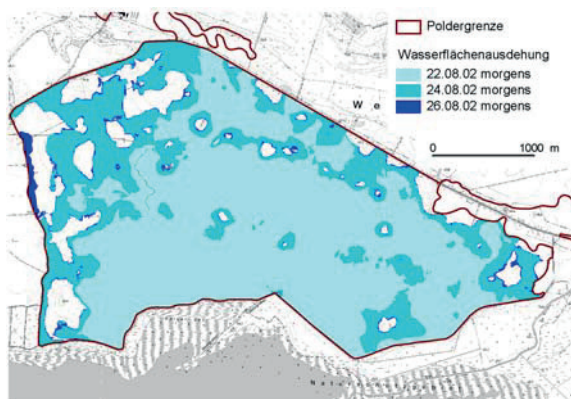 Poldergrenze
Wasserflächenausdehung
22.08.02 morgens
24.08.02 morgens
26.08.02 morgens
W e
0 1000 m